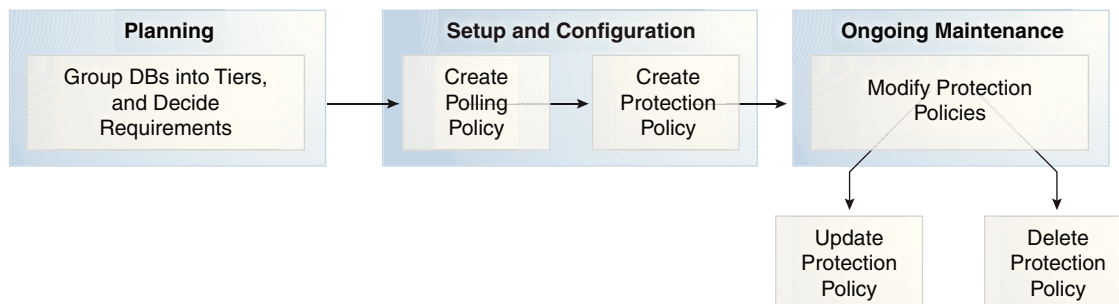 Planning
Group DBs into Tiers,
and Decide
Requirements
Setup and Configuration
Create
Polling
Policy
Create
Protection
Policy
Ongoing Maintenance
Modify Protection
Policies
Update
Protection
Policy
Delete
Protection
Policy